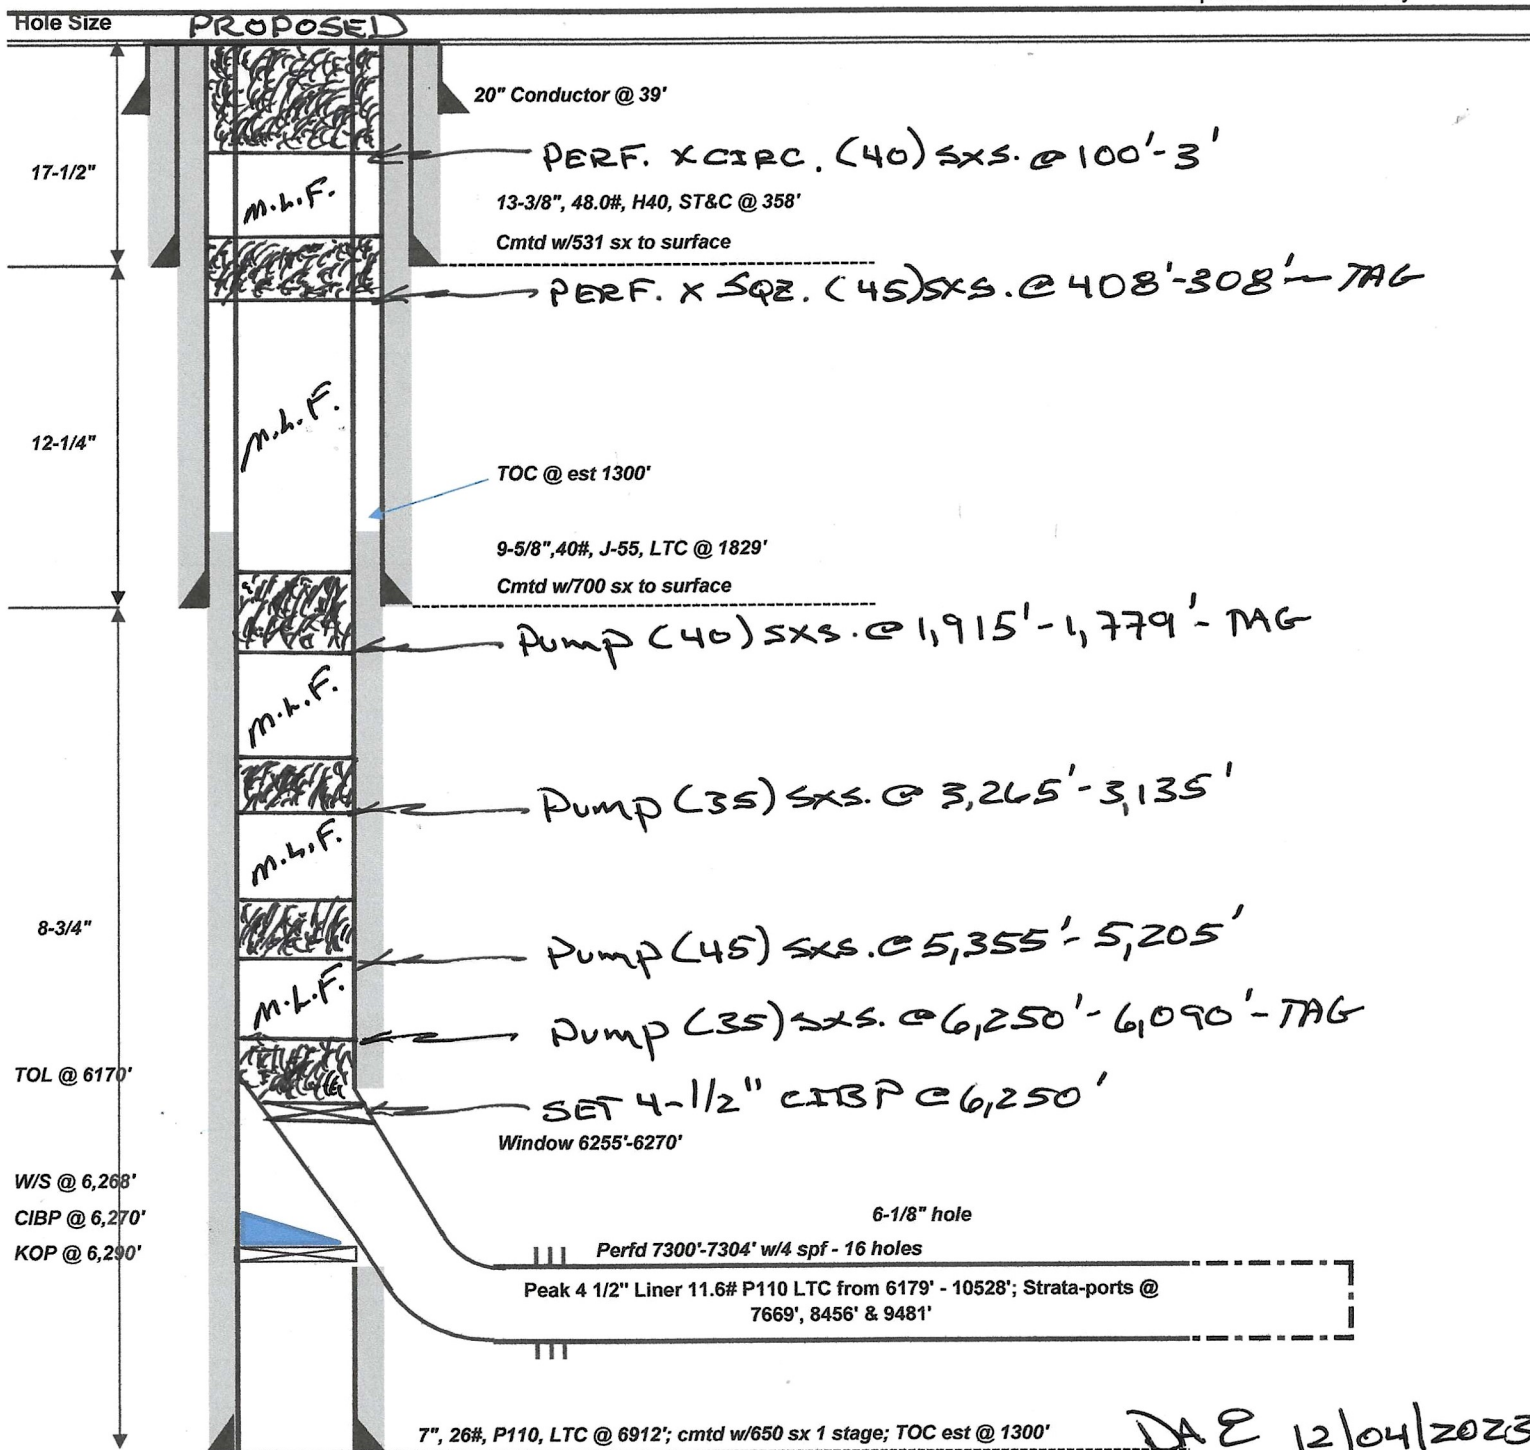 Hole Size
PROPOSED
20" Conductor @ 39'
PERF. X CIRC. (40) SXS. @ 100'-3'
17-1/2"
13-3/8", 48.0#, H40, ST&C @ 358'
M.L.F.
Cmtd w/531 sx to surface
PERF. X SQZ. (45) SXS. @ 408'-308' - TAG
M.L.F.
12-1/4"
TOC @ est 1300'
9-5/8",40#, J-55, LTC @ 1829'
Cmtd w/700 sx to surface
Pump (40) SXS. @ 1,915'-1,779' - TAG
M.L.F.
Pump (35) SXS. @ 3,265'-3,135'
M.L.F.
8-3/4"
Pump (45) SXS. @ 5,355'-5,205'
M.L.F.
Pump (35) SXS. @ 6,250'-6,090' - TAG
TOL @ 6170'
SET 4-1/2" CIBP @ 6,250'
Window 6255'-6270'
W/S @ 6,268'
CIBP @ 6,270'
6-1/8" hole
KOP @ 6,290'
Perfd 7300'-7304' w/4 spf - 16 holes
Peak 4 1/2" Liner 11.6# P110 LTC from 6179' - 10528'; Strata-ports @
7669', 8456' & 9481'
7", 26#, P110, LTC @ 6912'; cmtd w/650 sx 1 stage; TOC est @ 1300'
DAE 12/04/2023